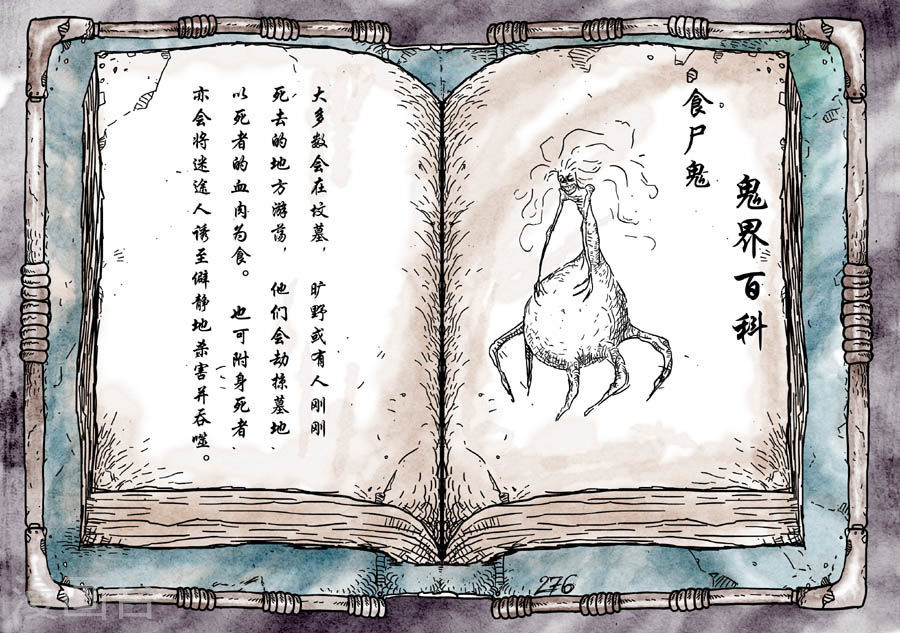 鬼界百科
食尸鬼。
大多数会在坟墓,旷野或有人刚刚
死去的地方游荡,他们会劫掠墓地、
以死者的血肉为食。也可附身死者、
亦会将迷途人诱至僻静地杀害并吞噬。
276